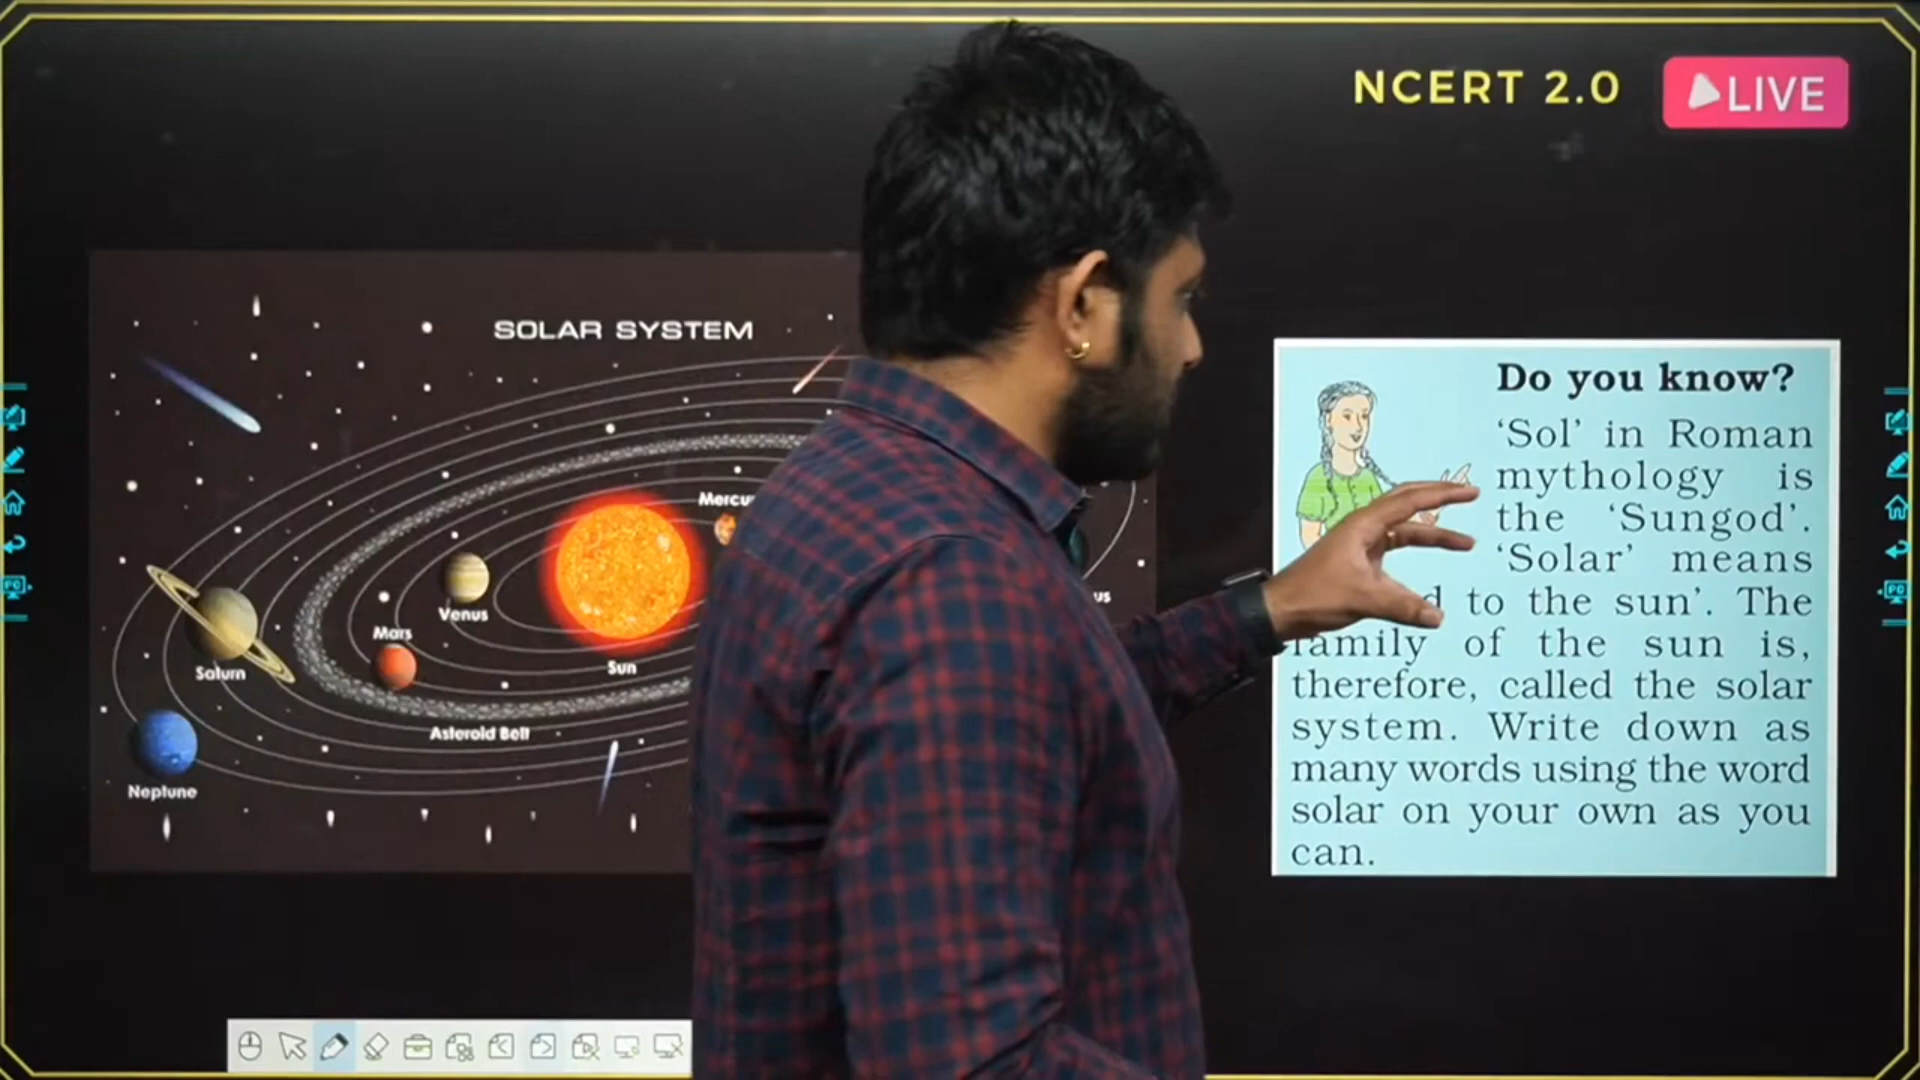 NCERT 2.0
LIVE
SOLAR SYSTEM
Venus
Mars
Sun
Saturn
Asteroid Belt
Neptune
Do you know?
‘Sol’ in Roman
mythology is
the ‘Sungod’.
‘Solar’ means
to the sun’. The
family of the sun is,
therefore, called the solar
system. Write down as
many words using the word
solar on your own as you
can.